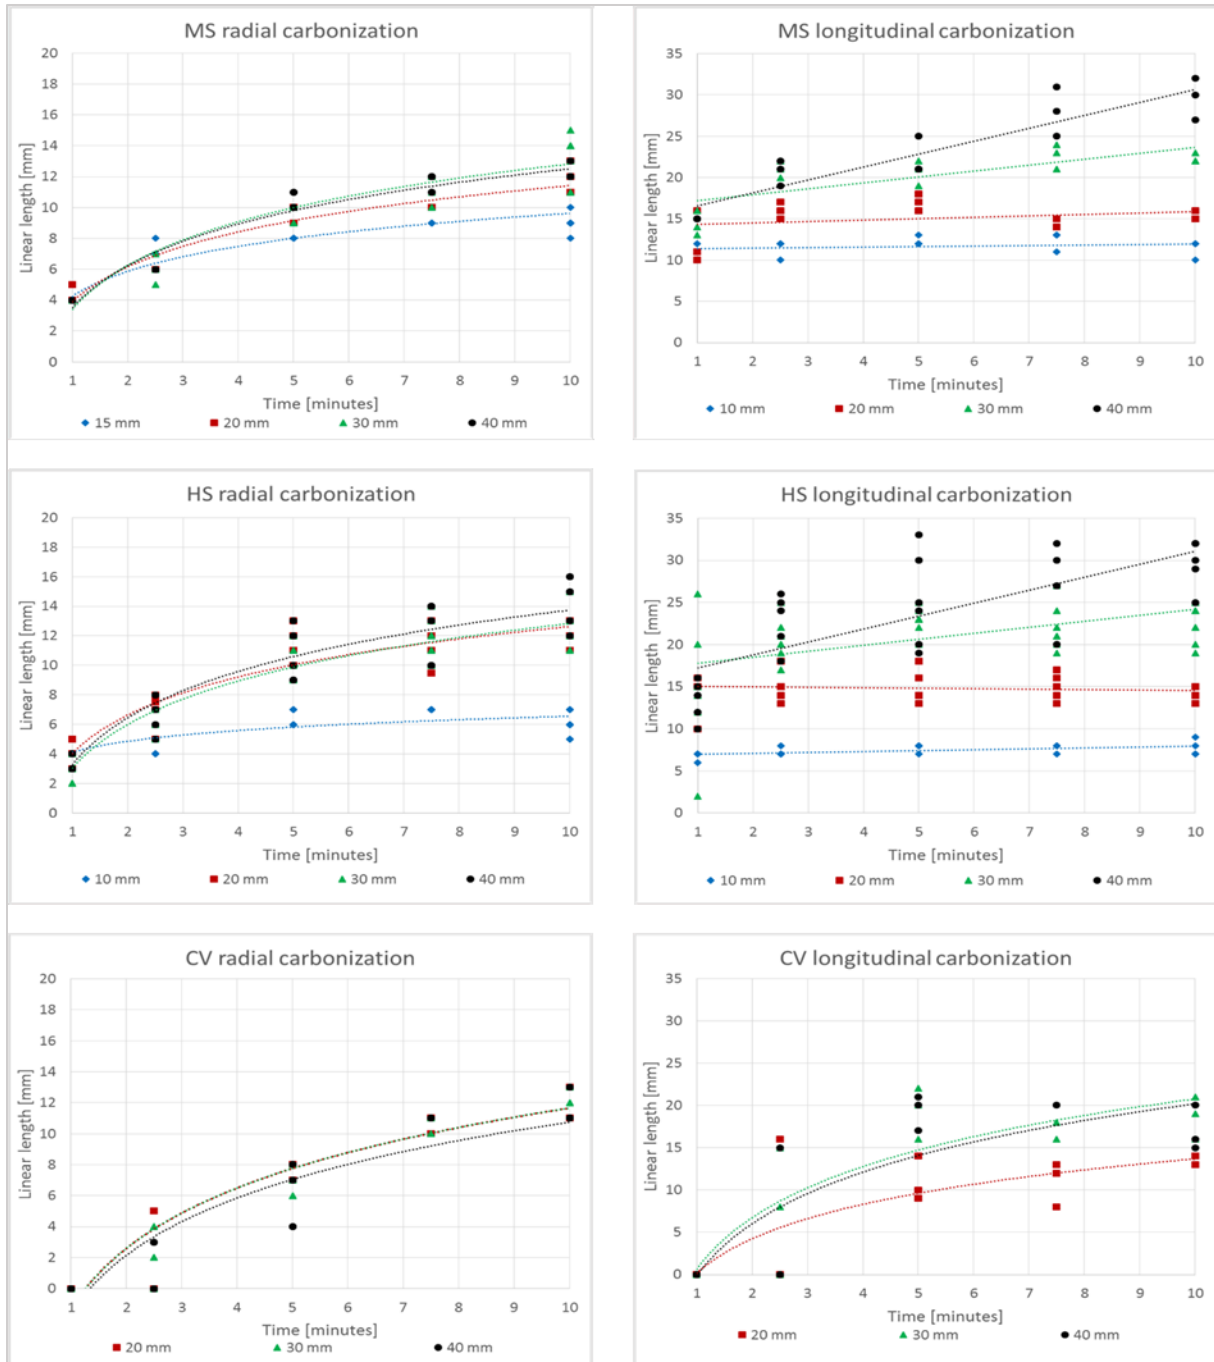 MS radial carbonization
20
18
16
14
12
10
8
6
4
2
0
Linear length [mm]
1 2 3 4 5 6 7 8 9 10
Time [minutes]
15 mm 20 mm 30 mm 40 mm
MS longitudinal carbonization
35
30
25
20
15
10
5
0
Linear length [mm]
1 2 3 4 5 6 7 8 9 10
Time [minutes]
10 mm 20 mm 30 mm 40 mm
HS radial carbonization
20
18
16
14
12
10
8
6
4
2
0
Linear length [mm]
1 2 3 4 5 6 7 8 9 10
Time [minutes]
10 mm 20 mm 30 mm 40 mm
HS longitudinal carbonization
35
30
25
20
15
10
5
0
Linear length [mm]
1 2 3 4 5 6 7 8 9 10
Time [minutes]
10 mm 20 mm 30 mm 40 mm
CV radial carbonization
20
18
16
14
12
10
8
6
4
2
0
Linear length [mm]
1 2 3 4 5 6 7 8 9 10
Time [minutes]
20 mm 30 mm 40 mm
CV longitudinal carbonization
35
30
25
20
15
10
5
0
Linear length [mm]
1 2 3 4 5 6 7 8 9 10
Time [minutes]
20 mm 30 mm 40 mm